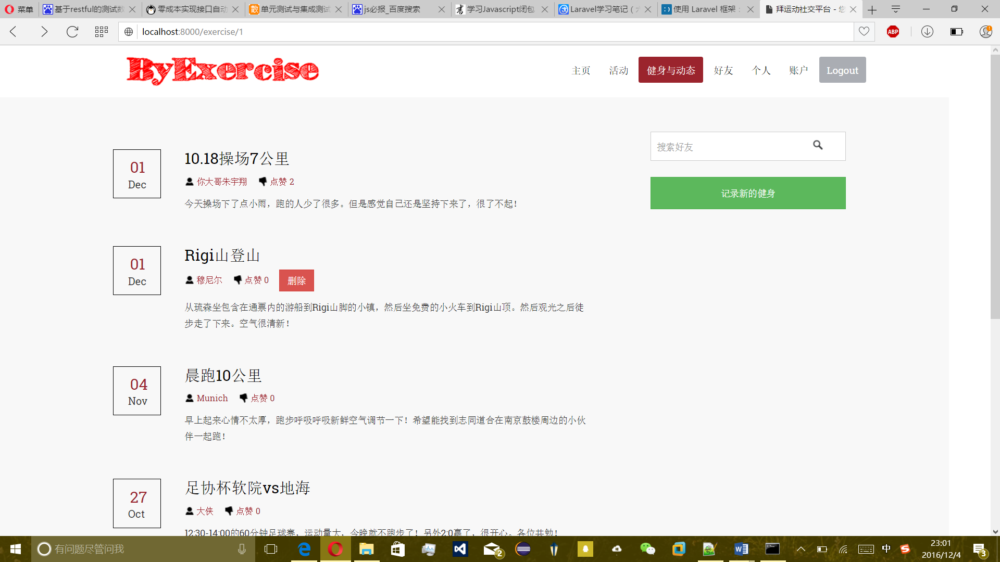 菜单
基于restful的测试数
零成本实现接口自动
单元测试与集成测试
js必报_百度搜索
学习Javascript闭包
Laravel学习笔记（
使用 Laravel 框架：
拜运动社交平台 - 您
localhost:8000/exercise/1
ABP
ByExercise
主页
活动
健身与动态
好友
个人
账户
Logout
搜索好友
记录新的健身
01
Dec
10.18操场7公里
你大哥朱宇翔 点赞 2
今天操场下了点小雨，跑的人少了很多。但是感觉自己还是坚持下来了，很了不起！
01
Dec
Rigi山登山
穆尼尔 点赞 0 删除
从琉森坐包含在通票内的游船到Rigi山脚的小镇，然后坐免费的小火车到Rigi山顶。然后观光之后徒
步走了下来。空气很清新！
04
Nov
晨跑10公里
Munich 点赞 0
早上起来心情不太厚，跑步呼吸呼吸新鲜空气调节一下！希望能找到志同道合在南京鼓楼周边的小伙
伴一起跑！
27
Oct
足协杯软院vs地海
大侠 点赞 0
12:30-14:00的60分钟足球赛，运动量大，今晚就不跑步了！另外2:0赢了，很开心。各位共勉！
有问题尽管问我
2
中
23:01
2016/12/4
3